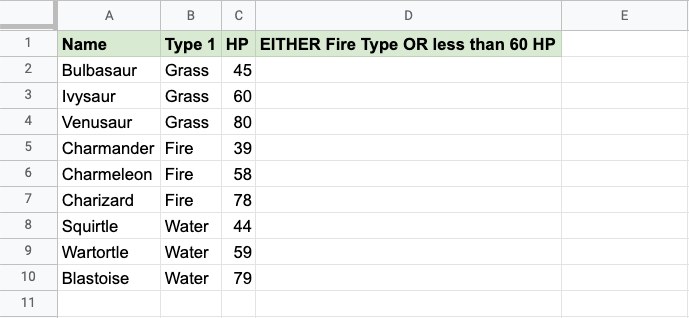 A B C D E
1 Name Type 1 HP EITHER Fire Type OR less than 60 HP
2 Bulbasaur Grass 45
3 Ivysaur Grass 60
4 Venusaur Grass 80
5 Charmander Fire 39
6 Charmeleon Fire 58
7 Charizard Fire 78
8 Squirtle Water 44
9 Wartortle Water 59
10 Blastoise Water 79
11